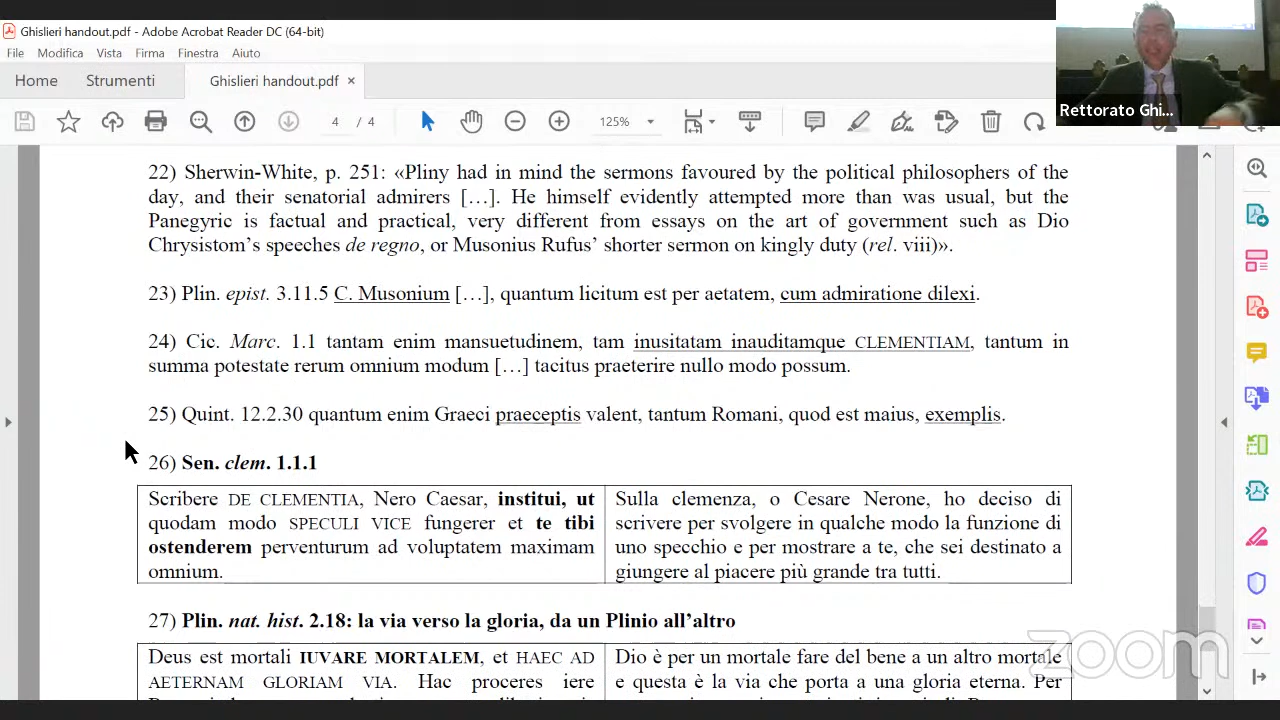 Ghislieri handout.pdf - Adobe Acrobat Reader DC (64-bit)
File Modifica Vista Firma Finestra Aiuto
Home Strumenti Ghislieri handout.pdf ×
4 / 4 125%
Rettorato Ghi...
22) Sherwin-White, p. 251: «Pliny had in mind the sermons favoured by the political philosophers of the
day, and their senatorial admirers […]. He himself evidently attempted more than was usual, but the
Panegyric is factual and practical, very different from essays on the art of government such as Dio
Chrysistom’s speeches de regno, or Musonius Rufus’ shorter sermon on kingly duty (rel. viii)».
23) Plin. epist. 3.11.5 C. Musonium […], quantum licitum est per aetatem, cum admiratione dilexi.
24) Cic. Marc. 1.1 tantam enim mansuetudinem, tam inusitatam inauditamque CLEMENTIAM, tantum in
summa potestate rerum omnium modum […] tacitus praeterire nullo modo possum.
25) Quint. 12.2.30 quantum enim Graeci praeceptis valent, tantum Romani, quod est maius, exemplis.
26) Sen. clem. 1.1.1
Scribere DE CLEMENTIA, Nero Caesar, institui, ut
quodam modo SPECULI VICE fungerer et te tibi
ostenderem perventurum ad voluptatem maximam
omnium.
Sulla clemenza, o Cesare Nerone, ho deciso di
scrivere per svolgere in qualche modo la funzione di
uno specchio e per mostrare a te, che sei destinato a
giungere al piacere più grande tra tutti.
27) Plin. nat. hist. 2.18: la via verso la gloria, da un Plinio all’altro
Deus est mortali IUVARE MORTALEM, et HAEC AD
AETERNAM GLORIAM VIA. Hac proceres iere
Dio è per un mortale fare del bene a un altro mortale
e questa è la via che porta a una gloria eterna. Per
zoom